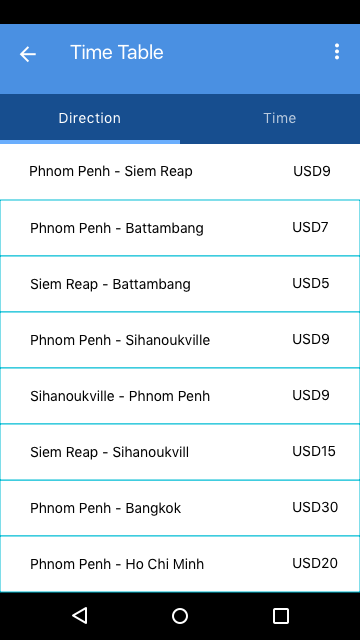 Time Table
Direction Time
Phnom Penh - Siem Reap USD9
Phnom Penh - Battambang USD7
Siem Reap - Battambang USD5
Phnom Penh - Sihanoukville USD9
Sihanoukville - Phnom Penh USD9
Siem Reap - Sihanoukvill USD15
Phnom Penh - Bangkok USD30
Phnom Penh - Ho Chi Minh USD20